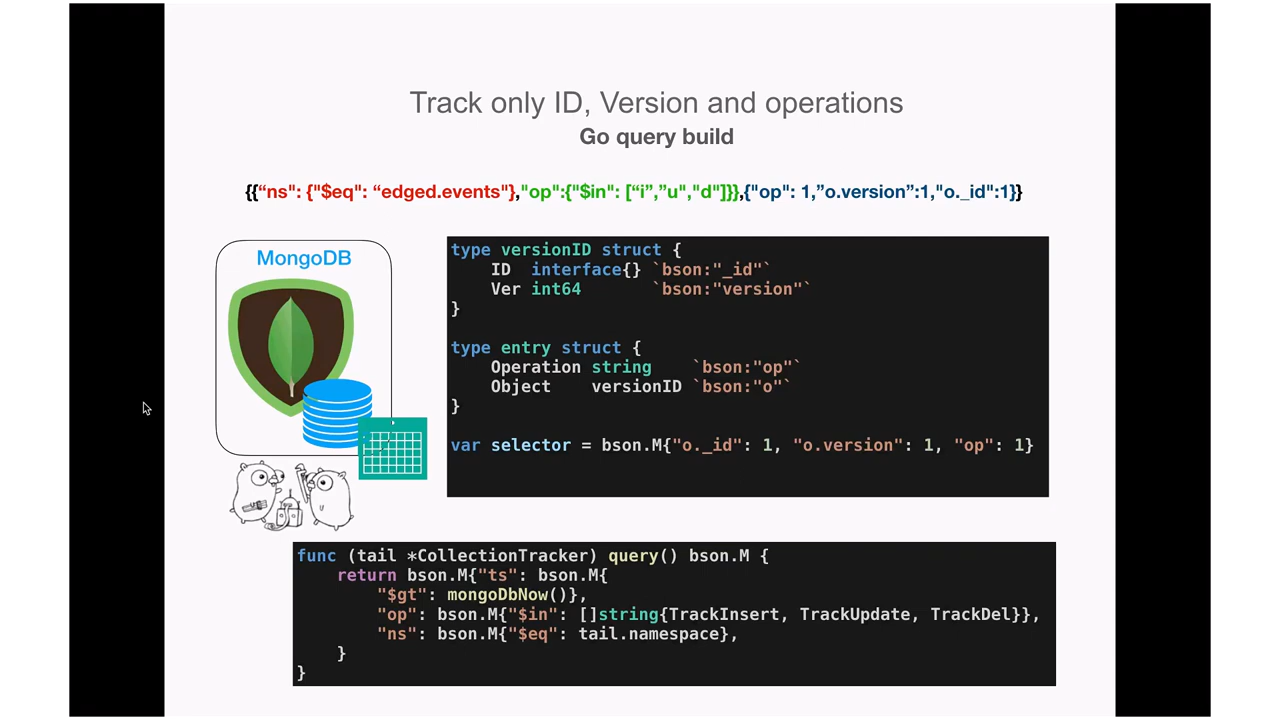 Track only ID, Version and operations
Go query build
{{“ns": {"$eq": “edged.events"},"op":{"$in": [“i”,”u","d"]}},{"op": 1,”o.version”:1,"o._id":1}}
MongoDB
type versionID struct {
    ID  interface{} `bson:"_id"`
    Ver int64       `bson:"version"`
}
type entry struct {
    Operation string    `bson:"op"`
    Object    versionID `bson:"o"`
}
var selector = bson.M{"o._id": 1, "o.version": 1, "op": 1}
func (tail *CollectionTracker) query() bson.M {
    return bson.M{"ts": bson.M{
        "$gt": mongoDbNow()},
        "op": bson.M{"$in": []string{TrackInsert, TrackUpdate, TrackDel}},
        "ns": bson.M{"$eq": tail.namespace},
    }
}